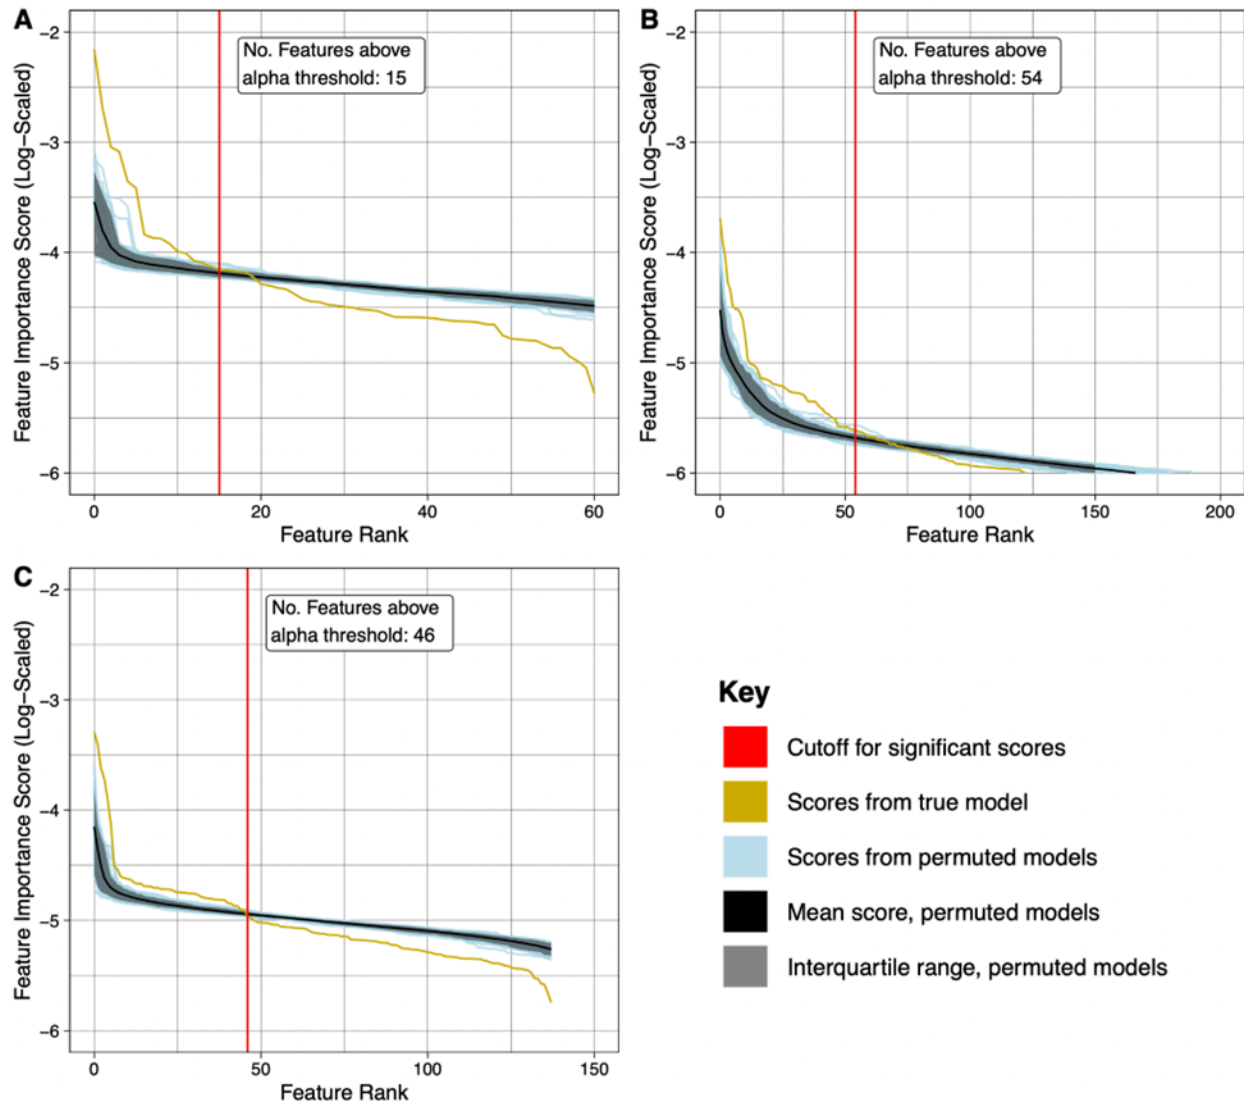 A
No. Features above
alpha threshold: 15
Feature Importance Score (Log−Scaled)
−2
−3
−4
−5
−6
0
20
40
60
Feature Rank
B
No. Features above
alpha threshold: 54
Feature Importance Score (Log−Scaled)
−2
−3
−4
−5
−6
0
50
100
150
200
Feature Rank
C
No. Features above
alpha threshold: 46
Feature Importance Score (Log−Scaled)
−2
−3
−4
−5
−6
0
50
100
150
Feature Rank
Key
Cutoff for significant scores
Scores from true model
Scores from permuted models
Mean score, permuted models
Interquartile range, permuted models